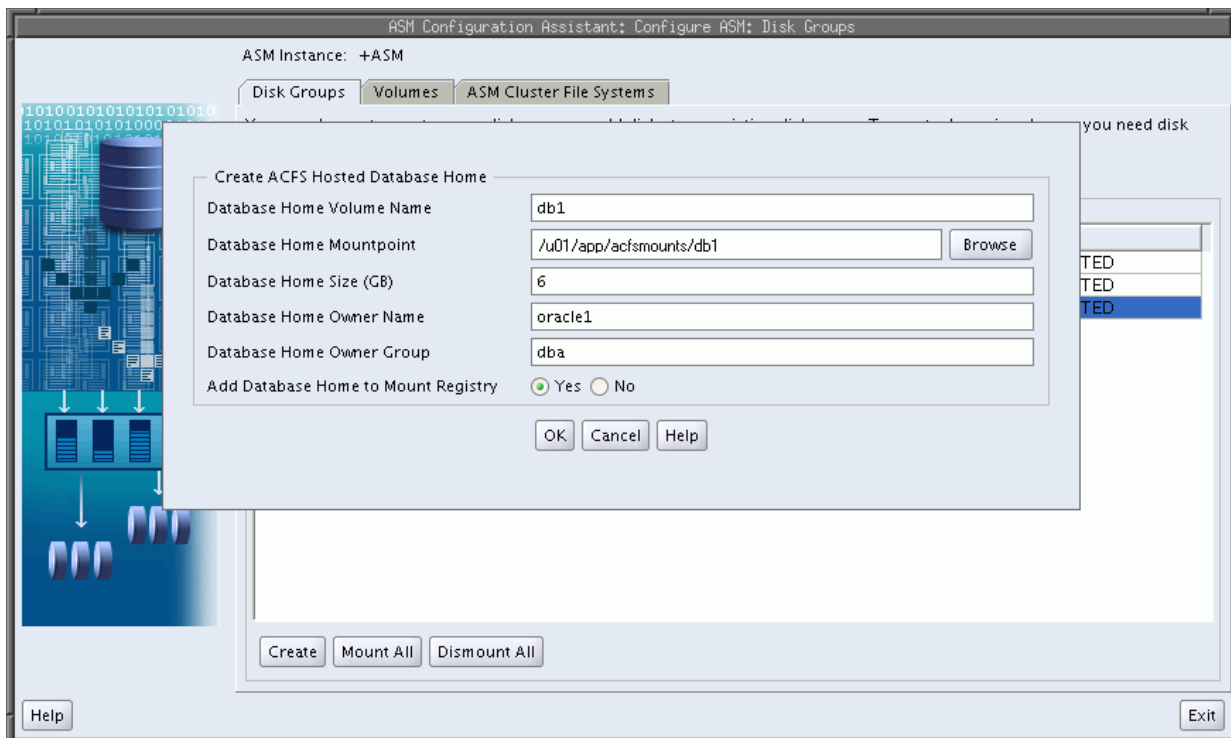 ASM Configuration Assistant: Configure ASM: Disk Groups
ASM Instance: +ASM
Disk Groups Volumes ASM Cluster File Systems
you need disk
Create ACFS Hosted Database Home
Database Home Volume Name db1
Database Home Mountpoint /u01/app/acfsmounts/db1 Browse
Database Home Size (GB) 6
Database Home Owner Name oracle1
Database Home Owner Group dba
Add Database Home to Mount Registry Yes No
OK Cancel Help
TED
TED
TED
Create Mount All Dismount All
Help Exit